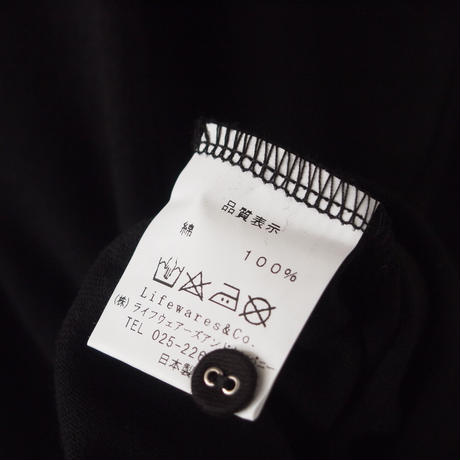 品質表示
綿 100%
Lifewares&Co.
(株)ライフウェアーズアンド
TEL 025-226
日本製